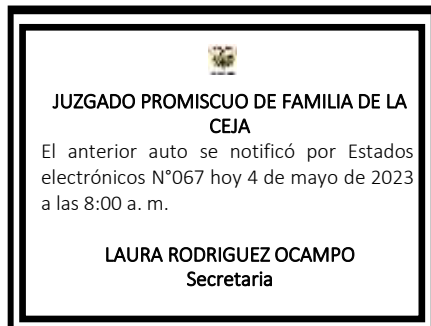 JUZGADO PROMISCUO DE FAMILIA DE LA
CEJA
El anterior auto se notificó por Estados
electrónicos N°067 hoy 4 de mayo de 2023
a las 8:00 a. m.
LAURA RODRIGUEZ OCAMPO
Secretaria